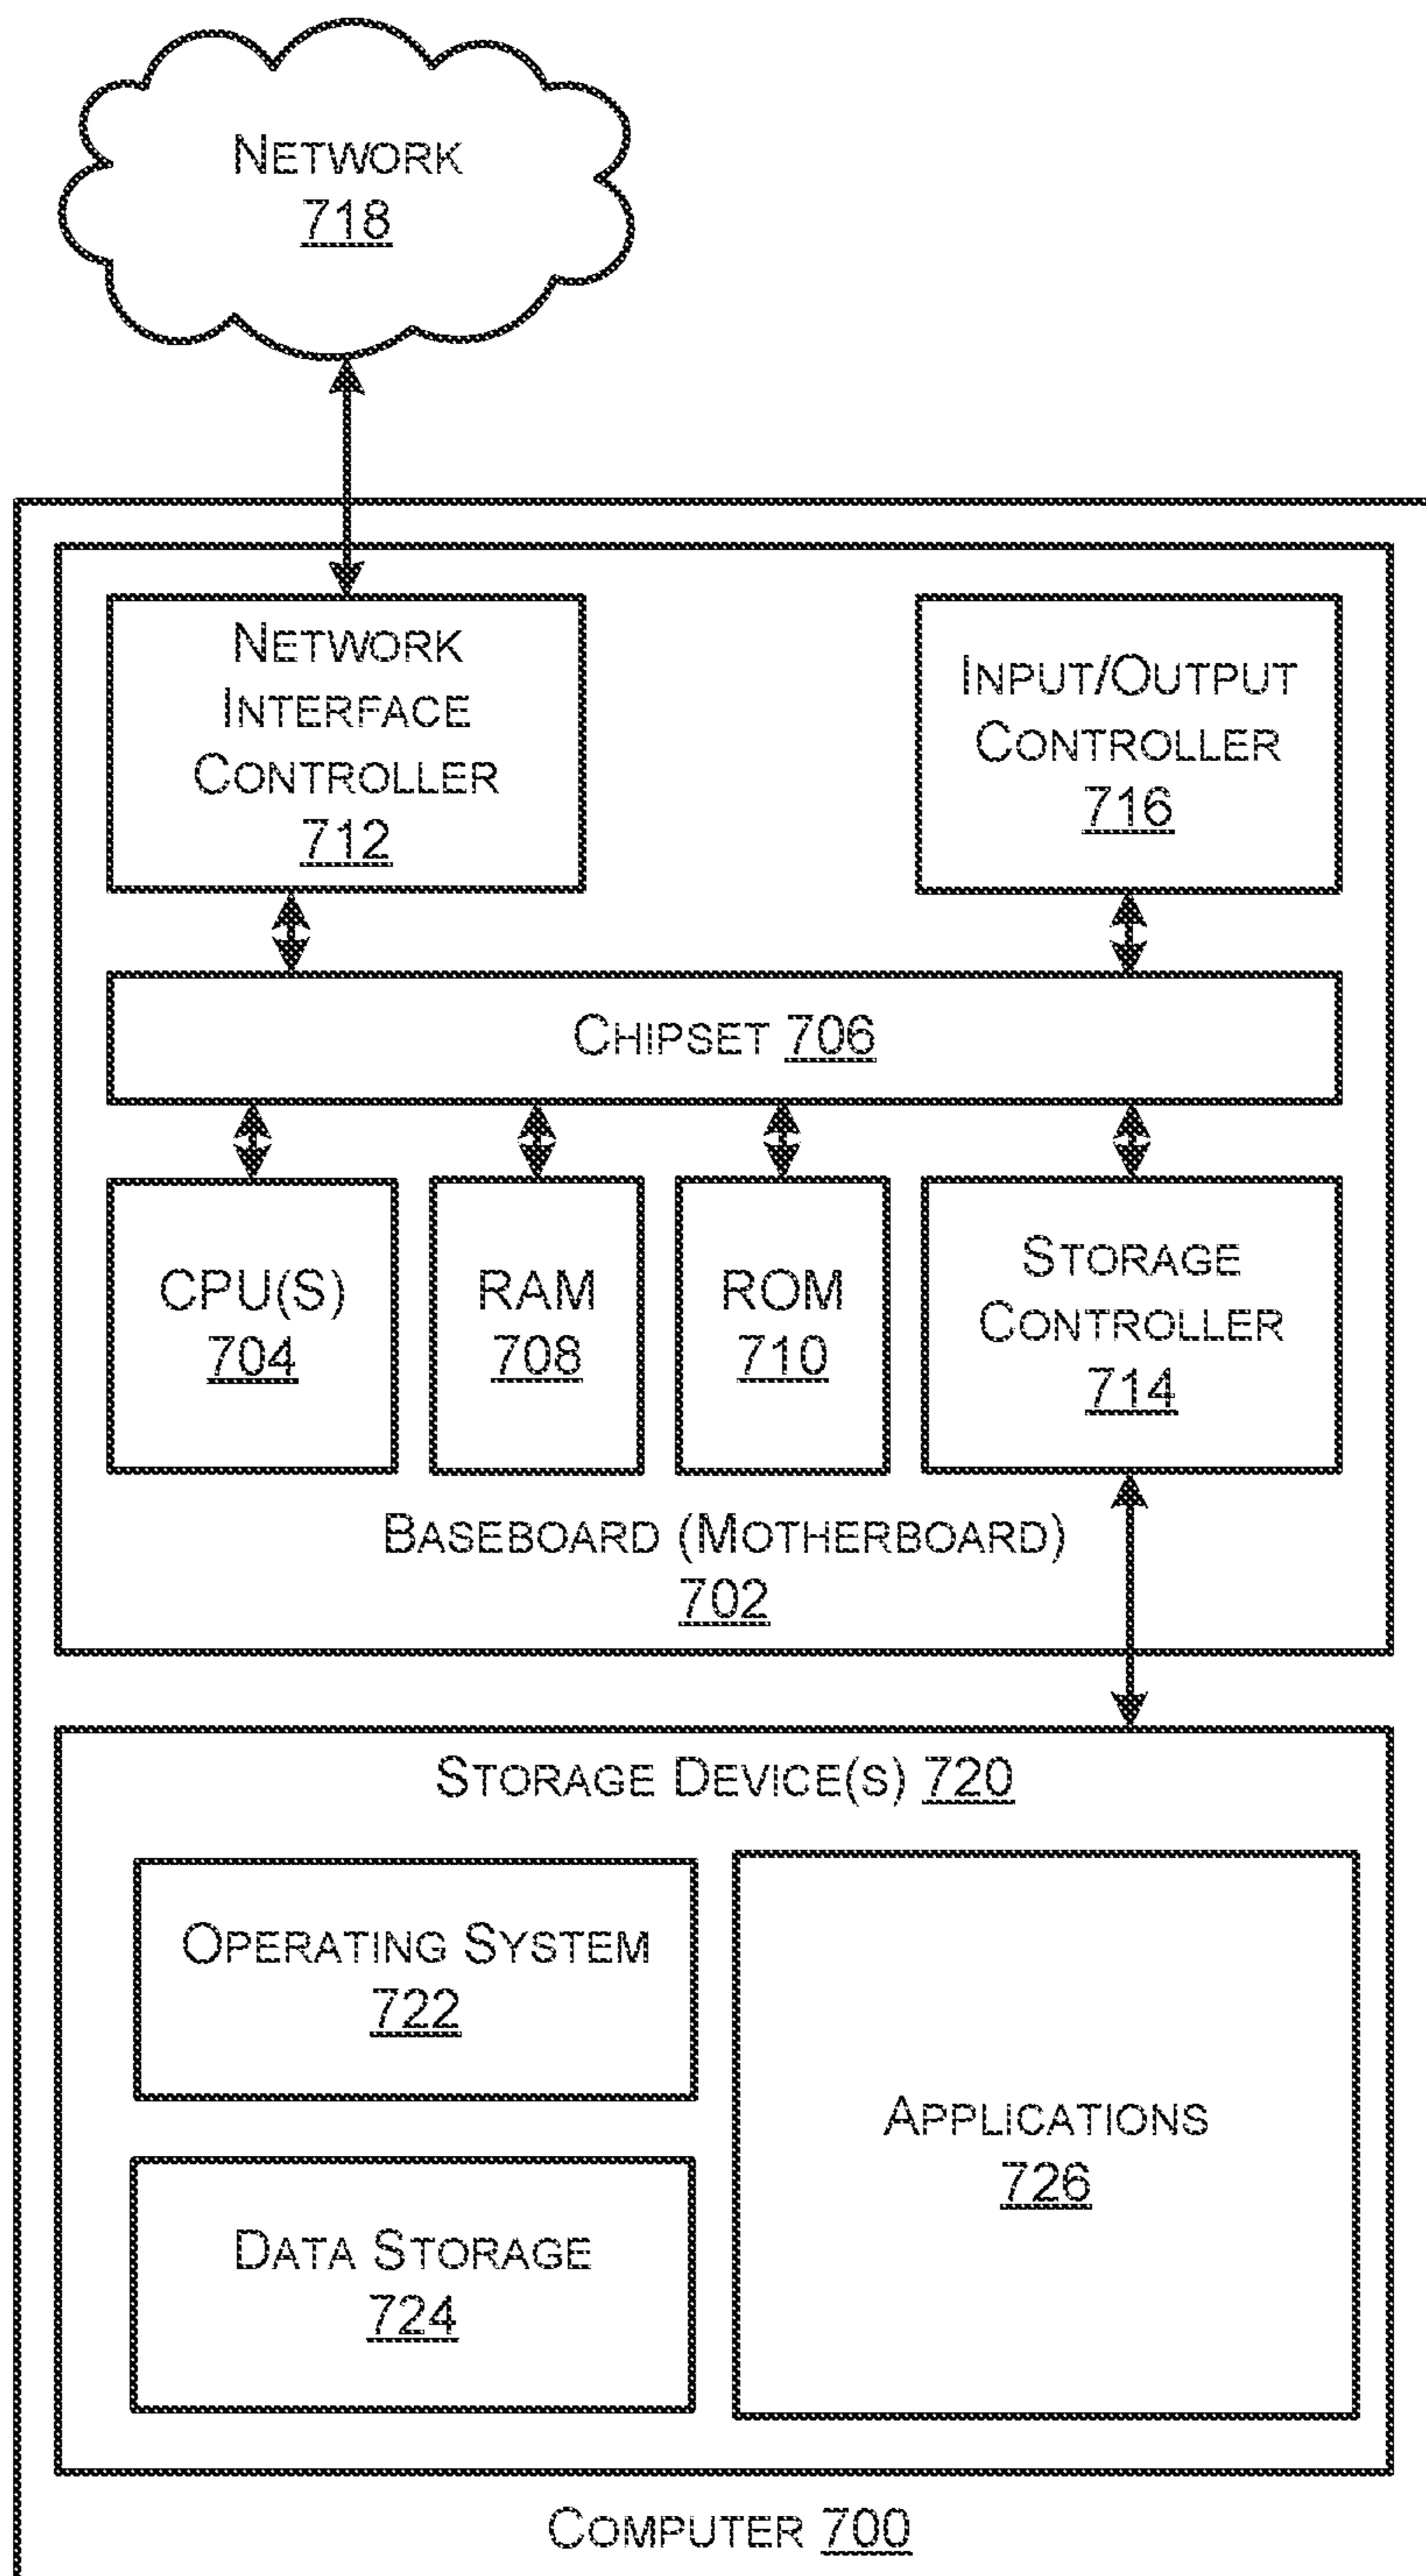 NETWORK
718
NETWORK
INTERFACE
CONTROLLER
712
INPUT/OUTPUT
CONTROLLER
716
CHIPSET 706
CPU(S)
704
RAM
708
ROM
710
STORAGE
CONTROLLER
714
BASEBOARD (MOTHERBOARD)
702
STORAGE DEVICE(S) 720
OPERATING SYSTEM
722
DATA STORAGE
724
APPLICATIONS
726
COMPUTER 700